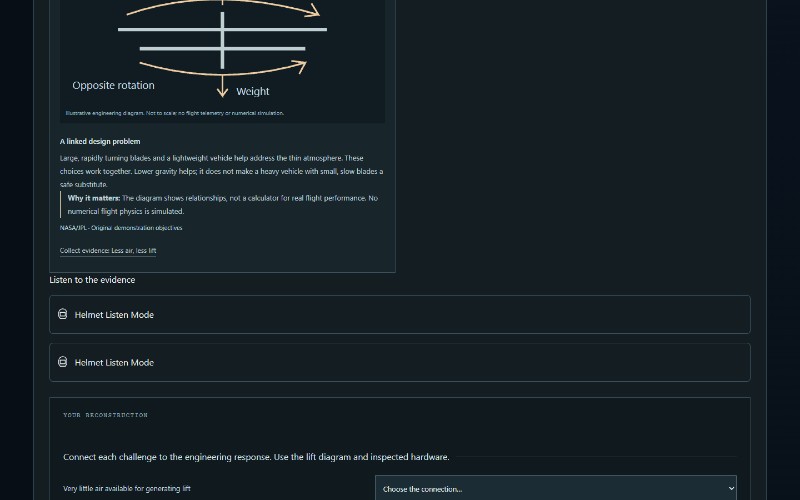 Opposite rotation
Weight
Illustrative engineering diagram. Not to scale: no flight telemetry or numerical simulation.
A linked design problem
Large, rapidly turning blades and a lightweight vehicle help address the thin atmosphere. These
choices work together. Lower gravity helps; it does not make a heavy vehicle with small, slow blades a
safe substitute.
Why it matters: The diagram shows relationships, not a calculator for real flight performance. No
numerical flight physics is simulated.
NASA/JPL · Original demonstration objectives
Collect evidence: Less air, less lift
Listen to the evidence
Helmet Listen Mode
Helmet Listen Mode
YOUR RECONSTRUCTION
Connect each challenge to the engineering response. Use the lift diagram and inspected hardware.
Very little air available for generating lift
Choose the connection...